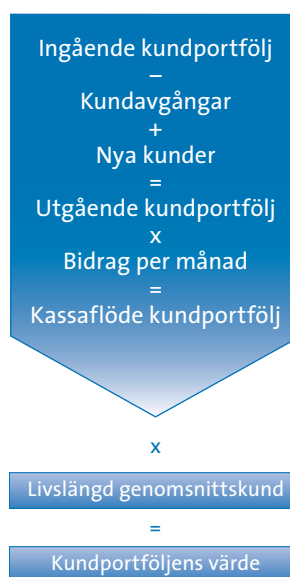 Ingående kundportfölj
–
Kundavgångar
+
Nya kunder
=
Utgående kundportfölj
x
Bidrag per månad
=
Kassaflöde kundportfölj
x
Livslängd genomsnittskund
=
Kundportföljens värde